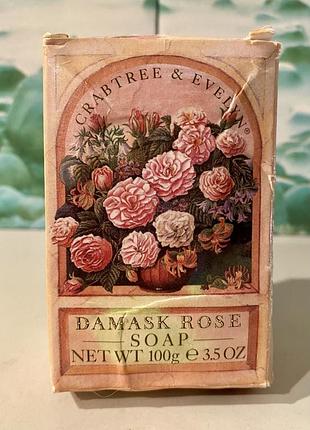 CRABTREE & EVELYN®
DAMASK ROSE
SOAP
NET WT 100g ℮ 3.5 OZ